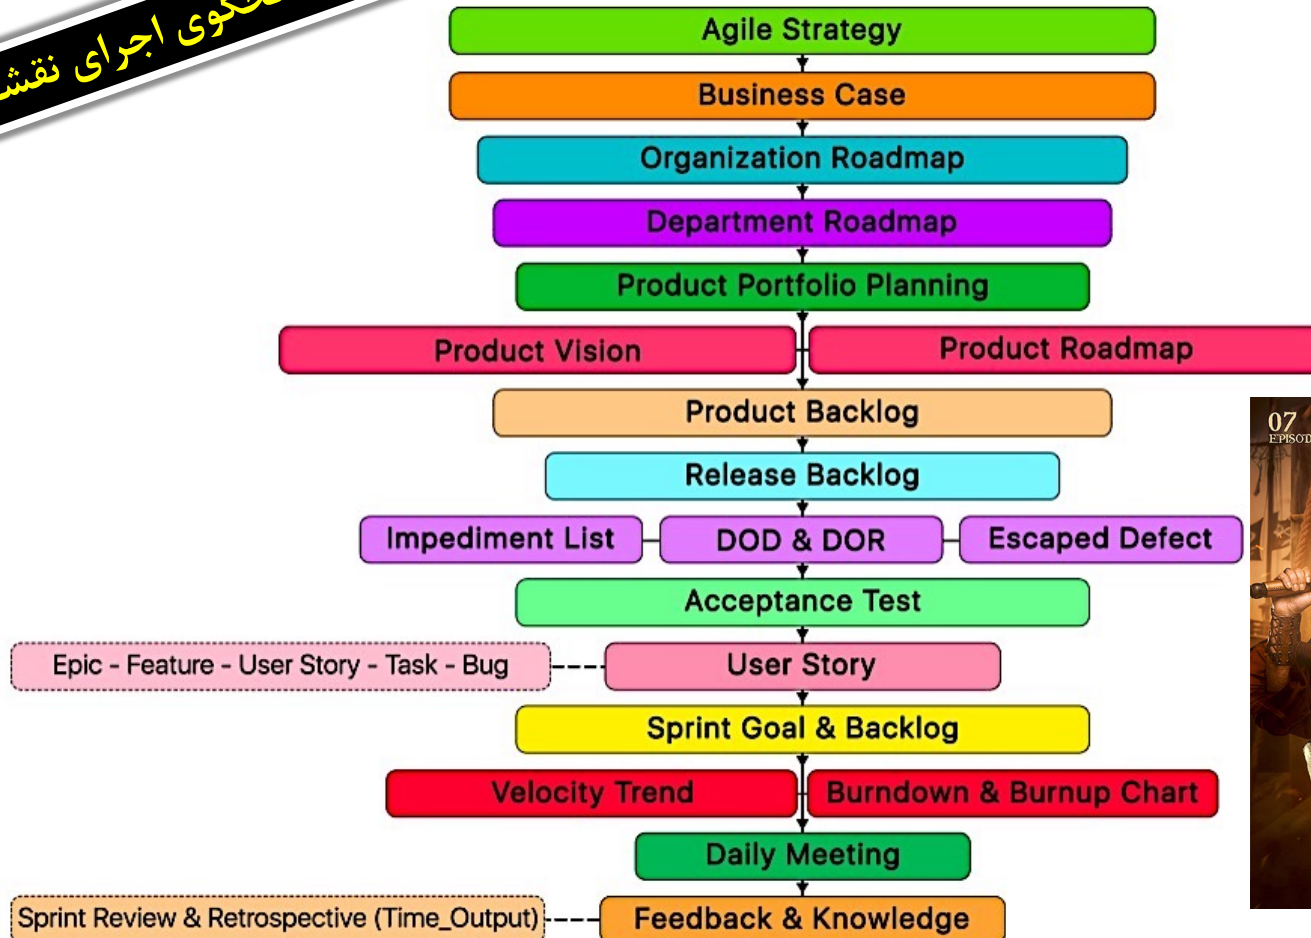 اجرای
Agile Strategy
Business Case
Organization Roadmap
Department Roadmap
Product Portfolio Planning
Product Vision
Product Roadmap
Product Backlog
07
Release Backlog
Impediment List
DOD & DOR
Escaped Defect
Acceptance Test
Epic - Feature - User Story - Task - Bug
User Story
Sprint Goal & Backlog
Velocity Trend
Burndown & Burnup Chart
Daily Meeting
Sprint Review & Retrospective (Time_Output)
Feedback & Knowledge